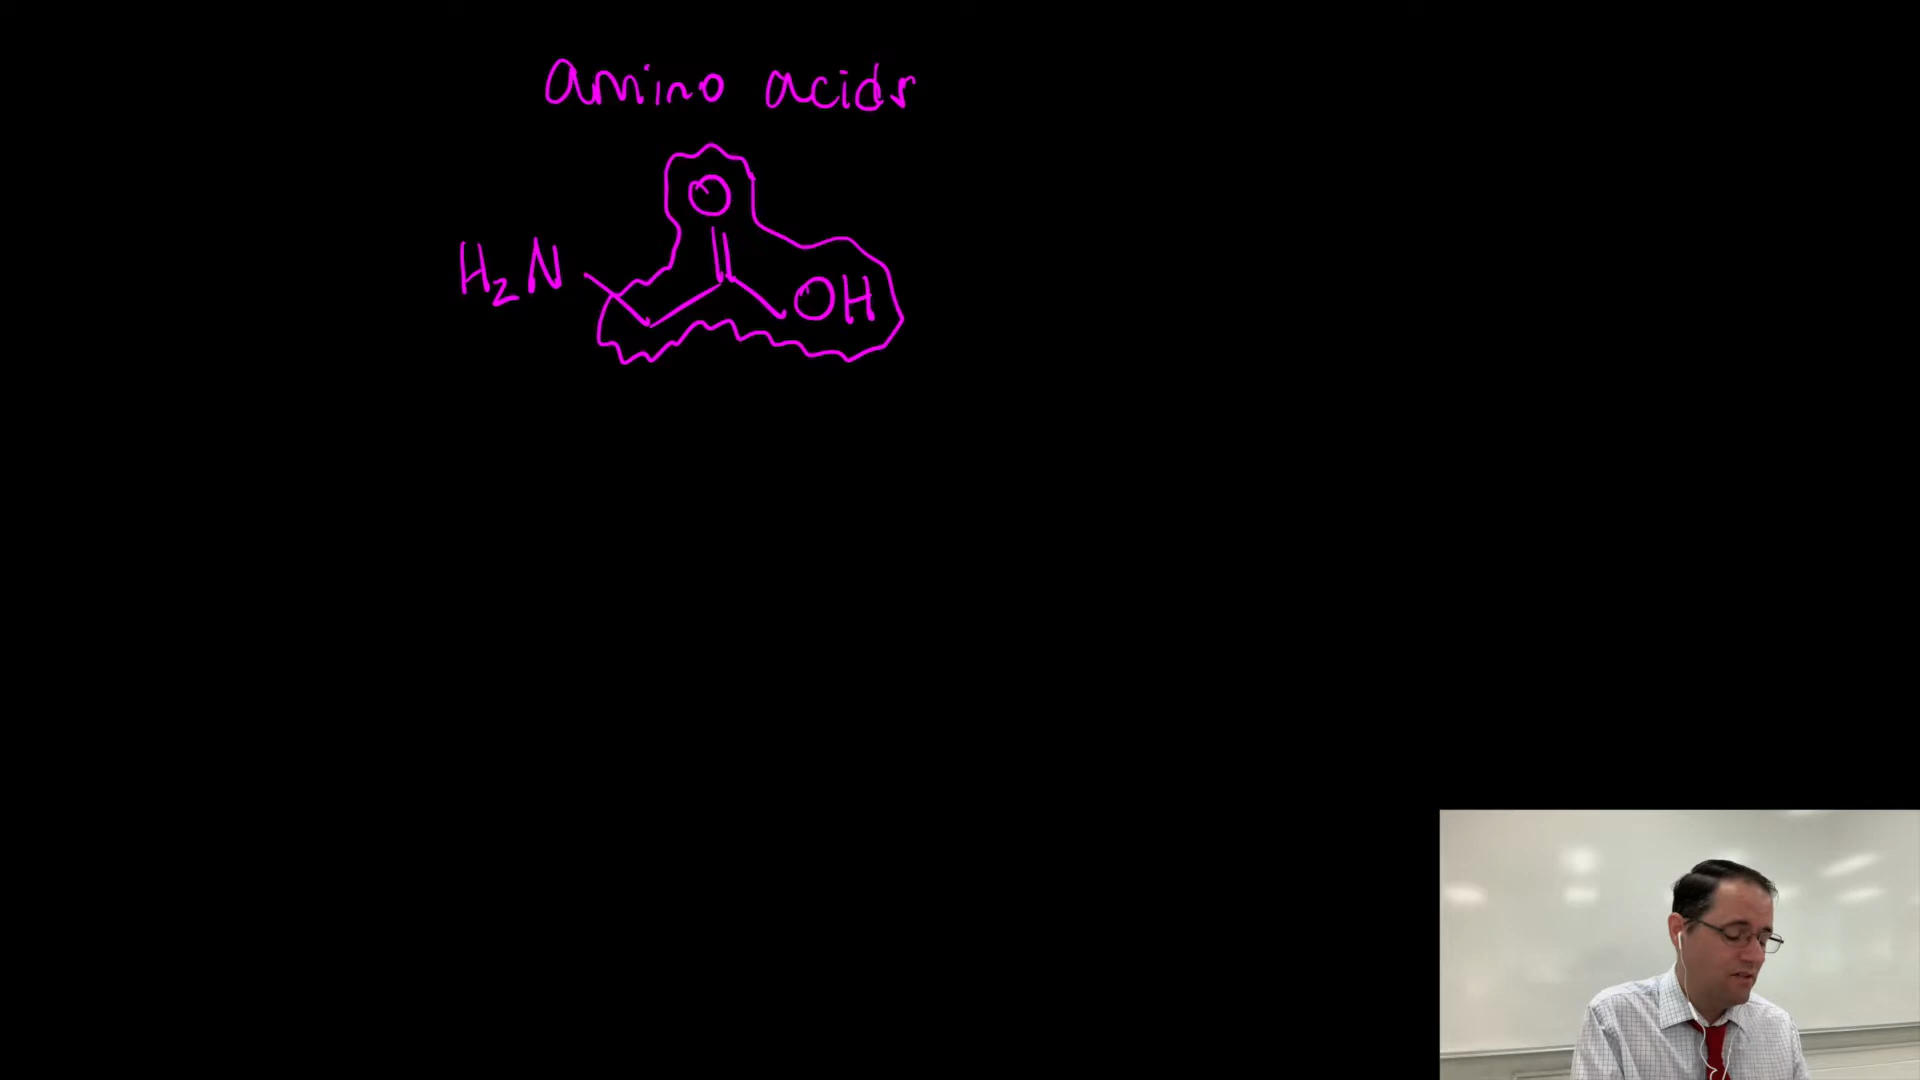 amino acids
O
H₂N
OH